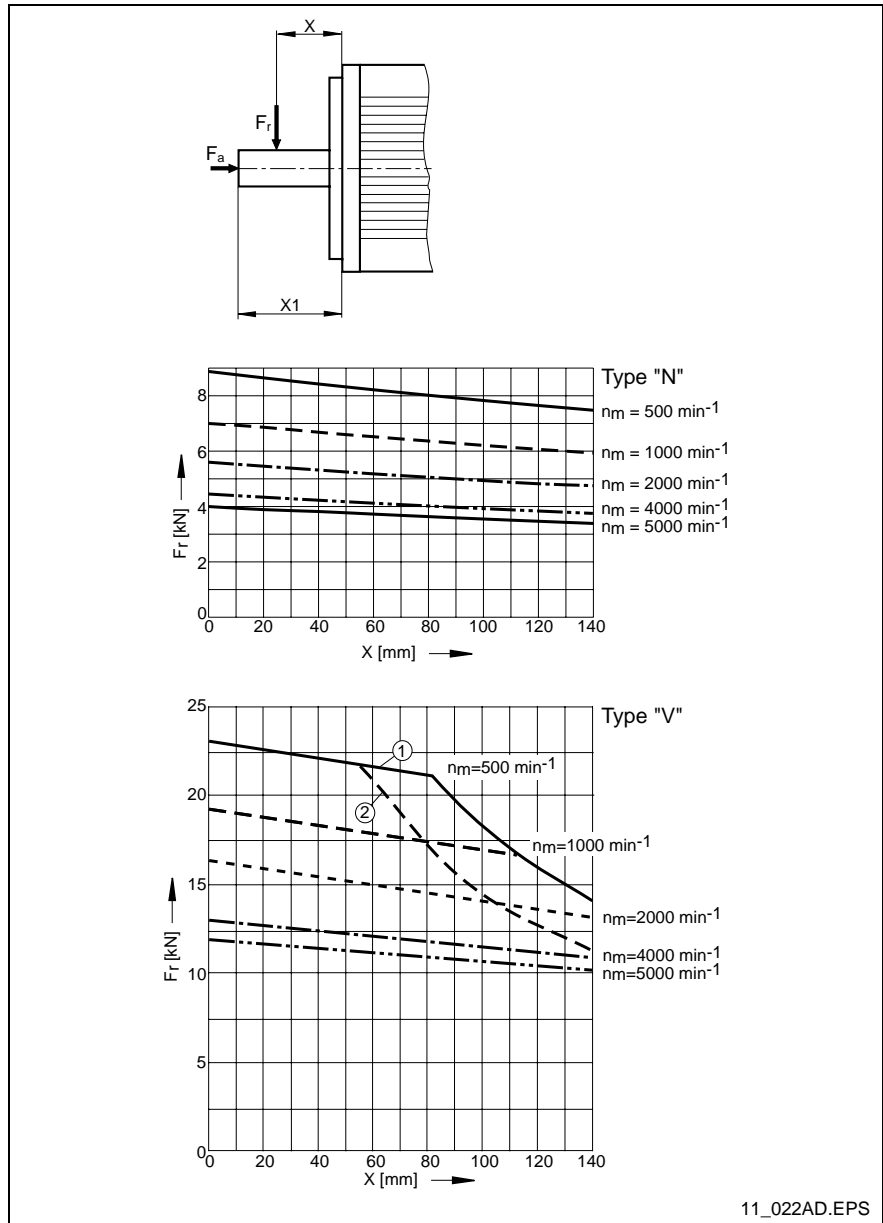 X
Fr
Fa
X1
Type "N"
8
6
4
2
0
Fr [kN]
nm = 500 min-1
nm = 1000 min-1
nm = 2000 min-1
nm = 4000 min-1
nm = 5000 min-1
0 20 40 60 80 100 120 140
X [mm]
Type "V"
25
20
15
10
5
0
Fr [kN]
1
2
nm=500 min-1
nm=1000 min-1
nm=2000 min-1
nm=4000 min-1
nm=5000 min-1
0 20 40 60 80 100 120 140
X [mm]
11_022AD.EPS